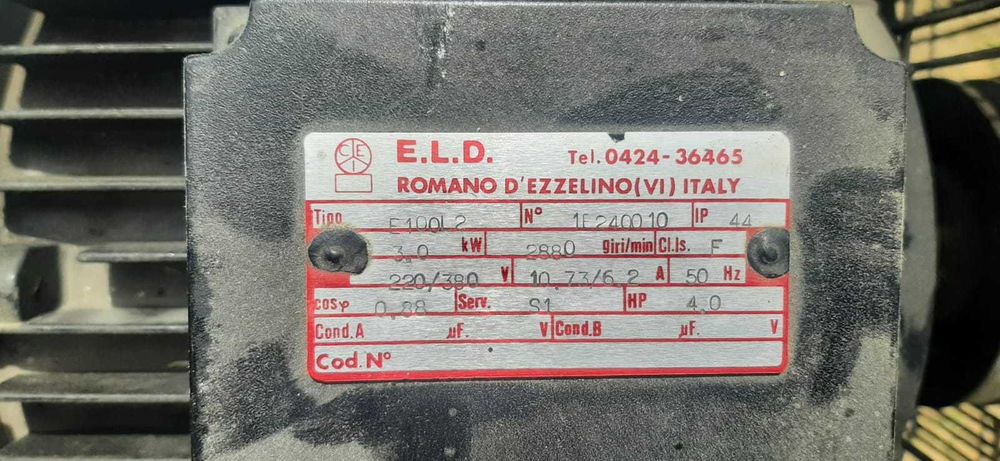 CEI
E.L.D. Tel. 0424-36465
ROMANO D'EZZELINO(VI) ITALY
Tipo E100L2 N° 1E240010 IP 44
3.0 kW 2880 giri/min Cl.Is. F
220/380 V 10.73/6.2 A 50 Hz
cosφ 0.88 Serv. S1 HP 4.0
Cond.A µF. V Cond.B µF. V
Cod.N°